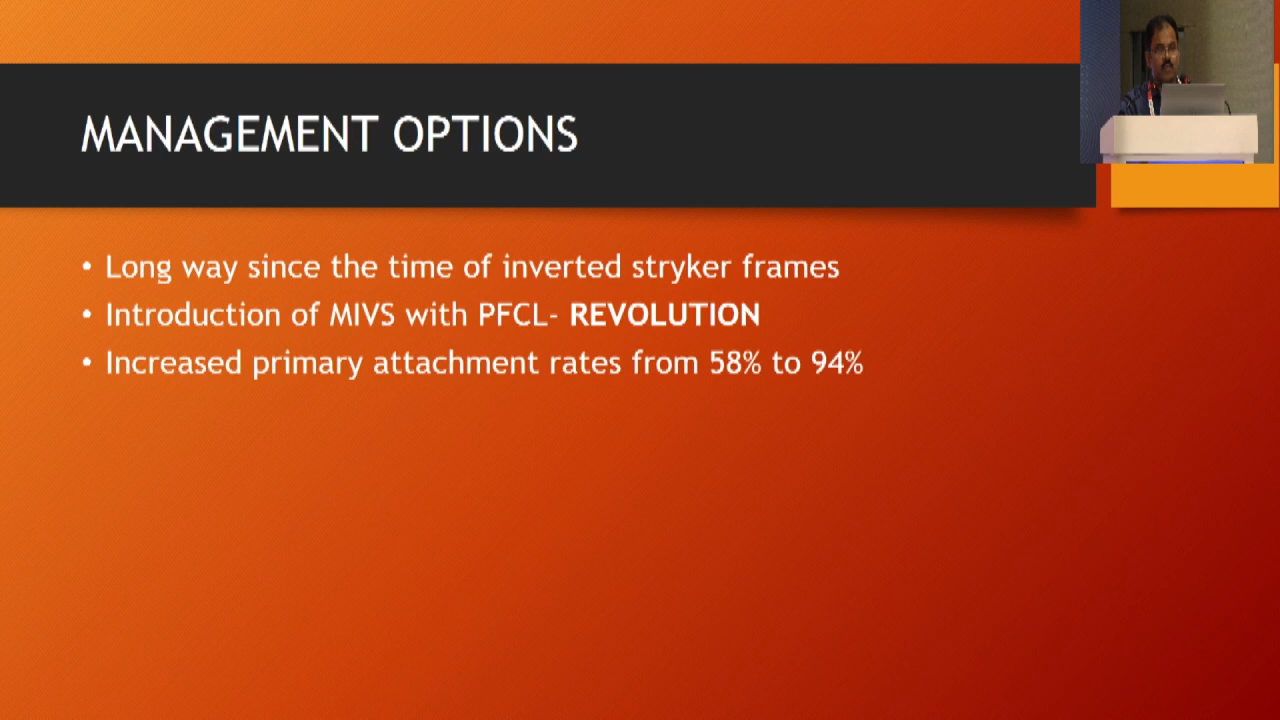 MANAGEMENT OPTIONS
• Long way since the time of inverted stryker frames
• Introduction of MIVS with PFCL- REVOLUTION
• Increased primary attachment rates from 58% to 94%